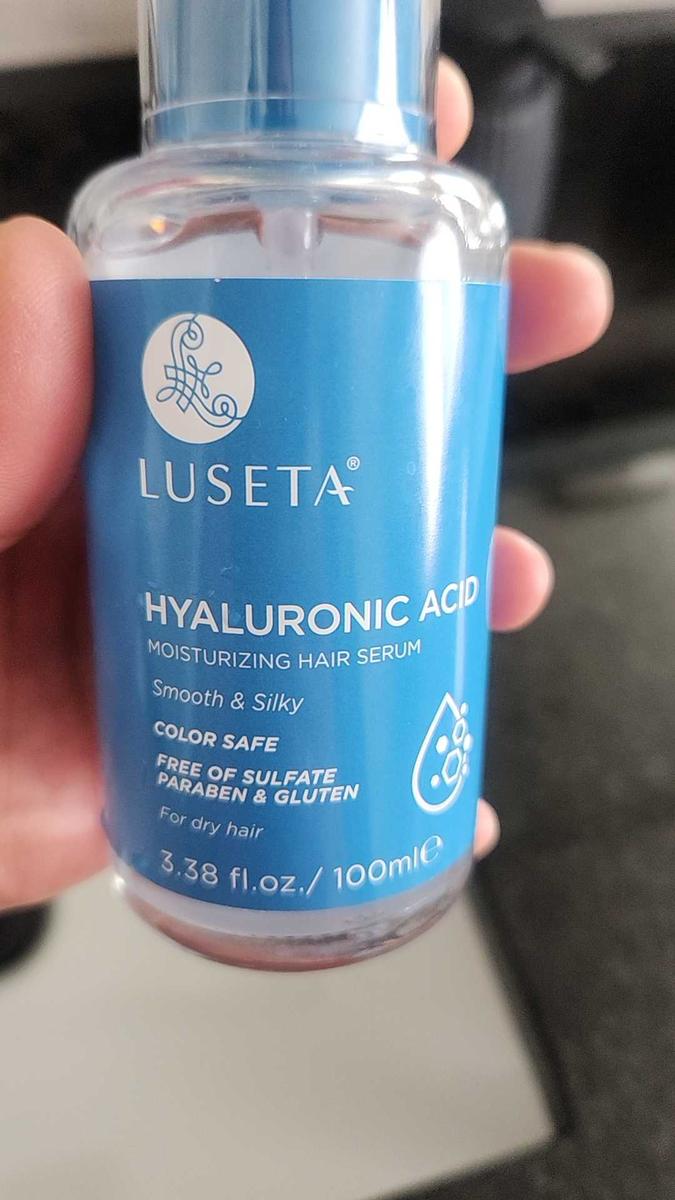 LUSETA®
HYALURONIC ACID
MOISTURIZING HAIR SERUM
Smooth & Silky
COLOR SAFE
FREE OF SULFATE
PARABEN & GLUTEN
For dry hair
3.38 fl.oz./ 100ml℮